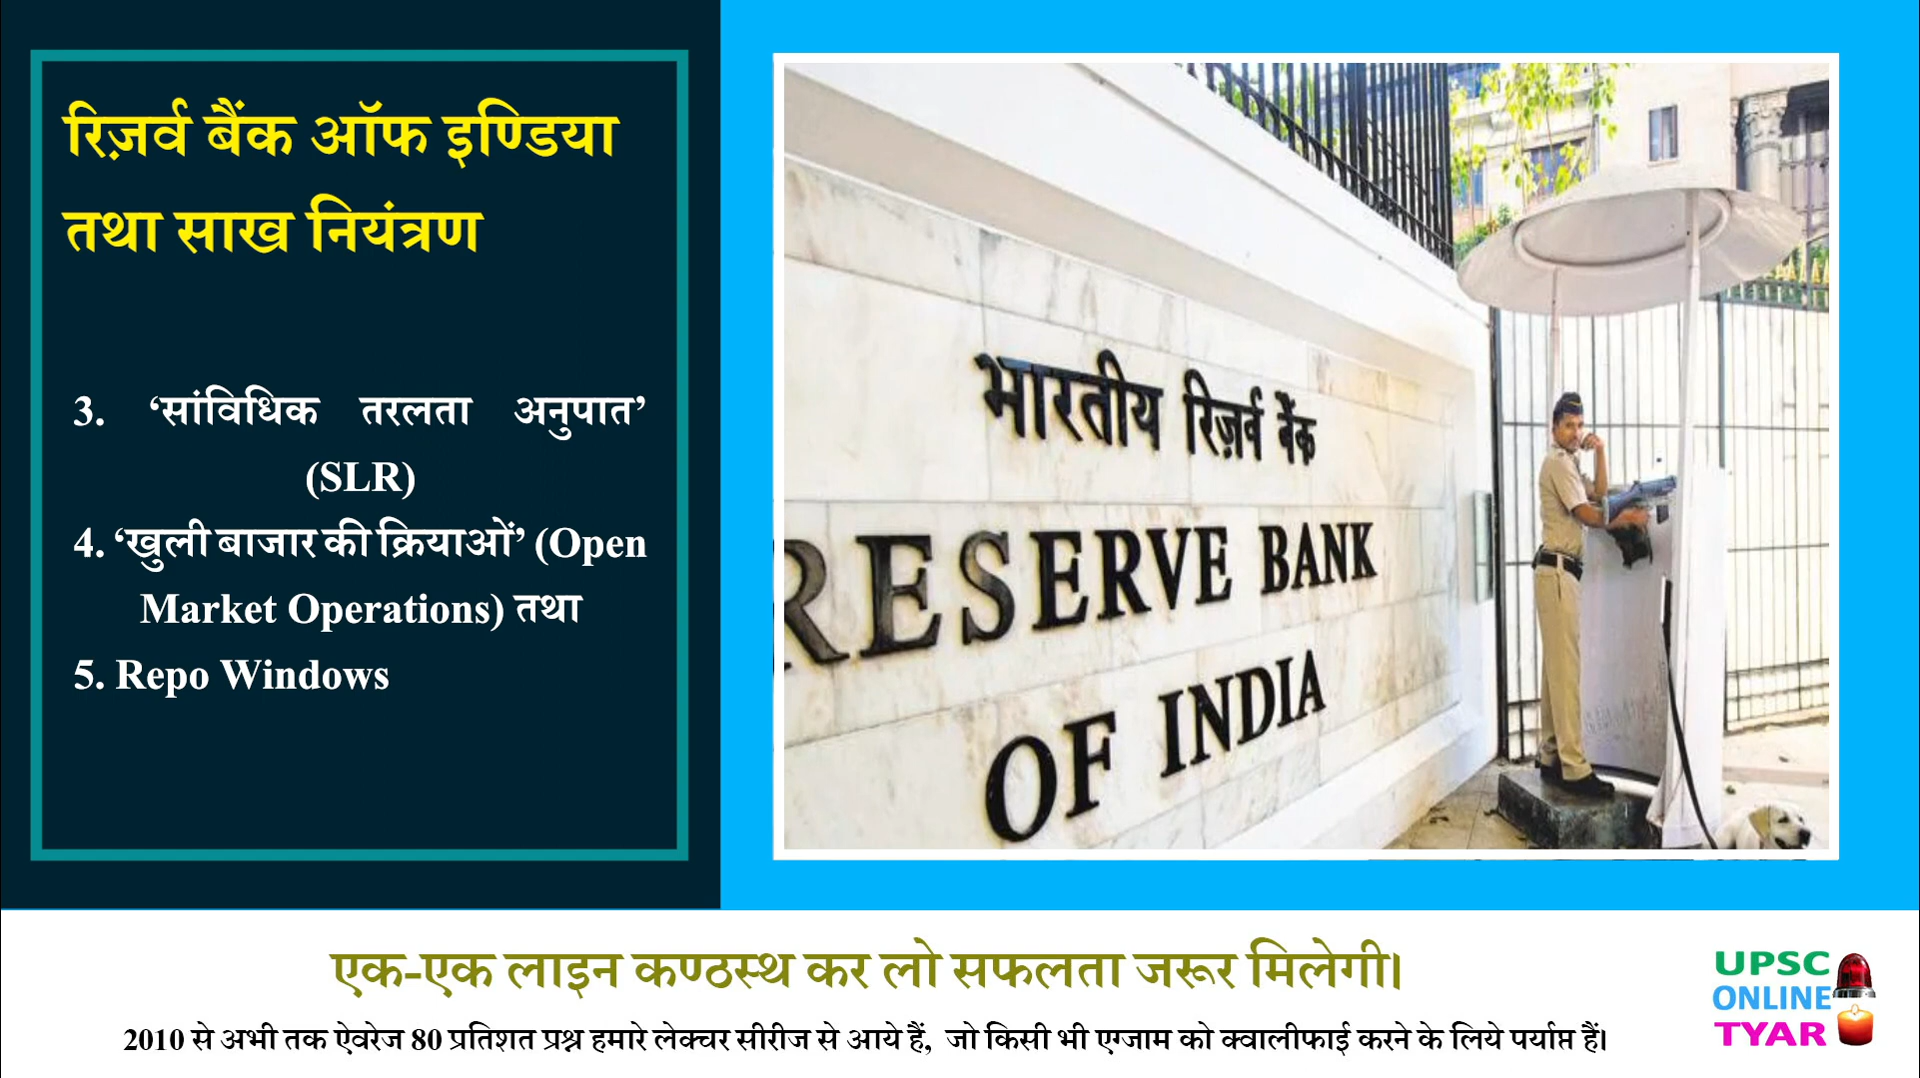 रिज़र्व बैंक ऑफ इण्डिया
तथा साख नियंत्रण
3. ‘सांविधिक तरलता अनुपात’
(SLR)
4. ‘खुली बाजार की क्रियाओं’ (Open
Market Operations) तथा
5. Repo Windows
भारतीय रिज़र्व बैंक
RESERVE BANK
OF INDIA
एक-एक लाइन कण्ठस्थ कर लो सफलता जरूर मिलेगी।
2010 से अभी तक ऐवरेज 80 प्रतिशत प्रश्न हमारे लेक्चर सीरीज से आये हैं, जो किसी भी एग्जाम को क्वालीफाई करने के लिये पर्याप्त हैं।
UPSC
ONLINE
TYAR